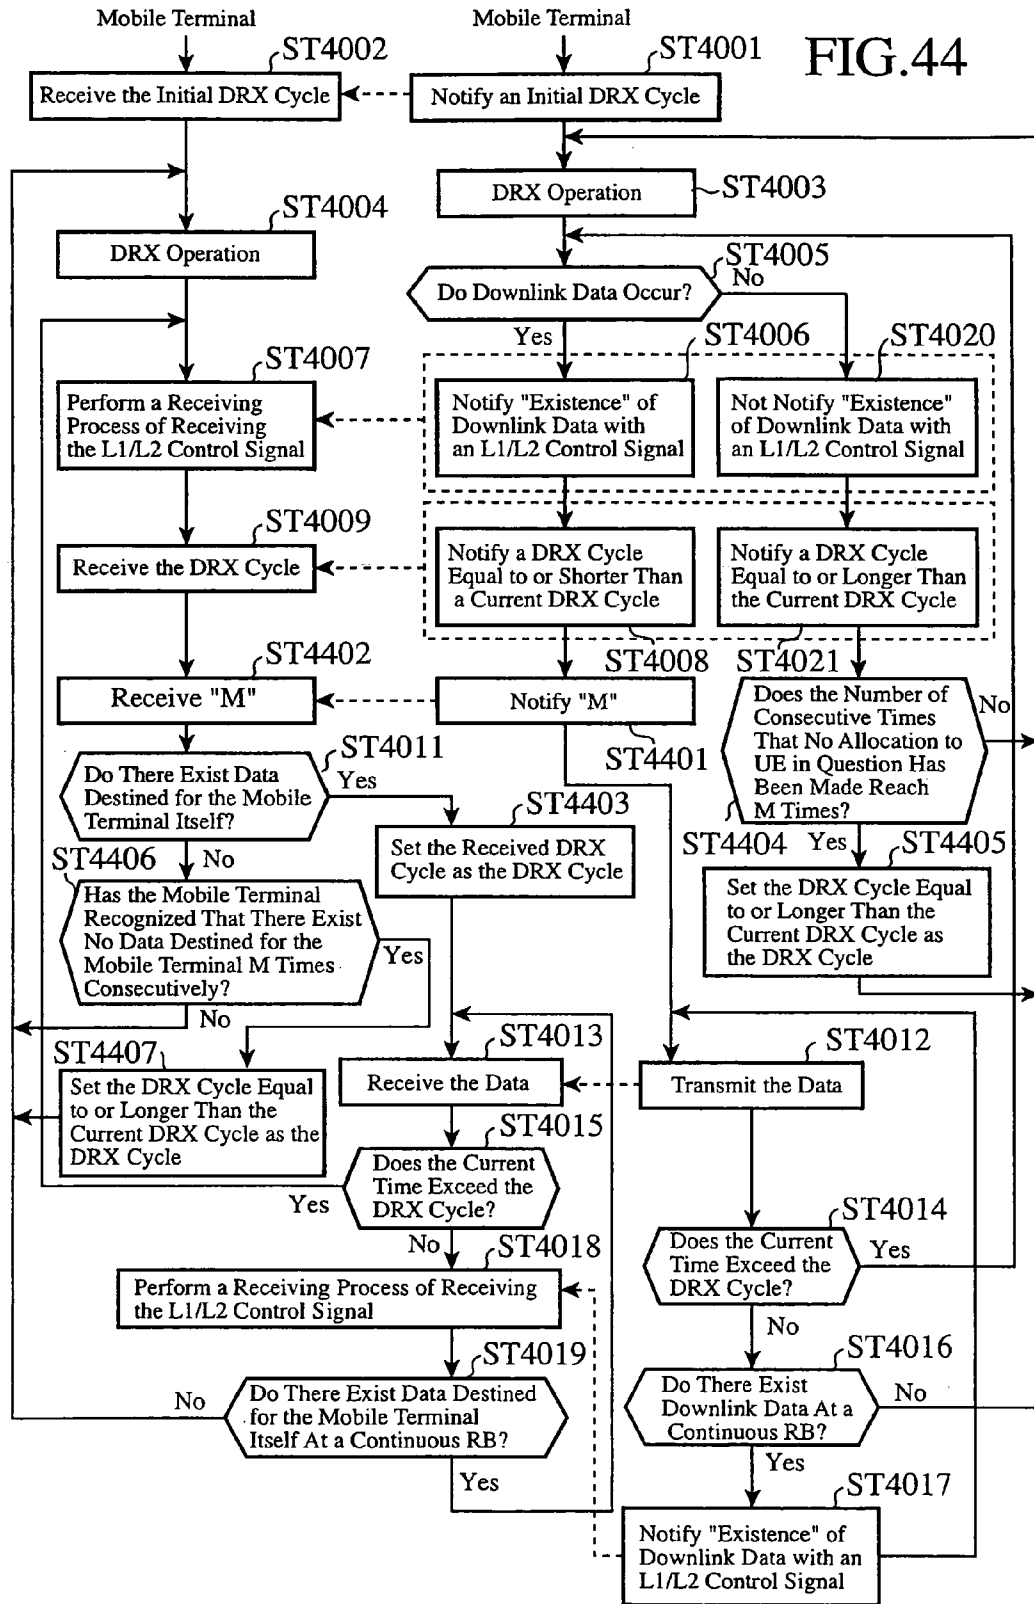 Mobile Terminal
Mobile Terminal
FIG.44
ST4002
ST4001
Receive the Initial DRX Cycle
Notify an Initial DRX Cycle
ST4003
DRX Operation
ST4004
DRX Operation
ST4005
Do Downlink Data Occur?
No
Yes
ST4007
ST4006
ST4020
Perform a Receiving
Process of Receiving
the L1/L2 Control Signal
Notify "Existence" of
Downlink Data with
an L1/L2 Control Signal
Not Notify "Existence"
of Downlink Data with
an L1/L2 Control Signal
ST4009
Receive the DRX Cycle
Notify a DRX Cycle
Equal to or Shorter Than
a Current DRX Cycle
Notify a DRX Cycle
Equal to or Longer Than
the Current DRX Cycle
ST4402
ST4008
ST4021
Receive "M"
Notify "M"
ST4401
Does the Number of
Consecutive Times
That No Allocation to
UE in Question Has
Been Made Reach
M Times?
No
ST4011
Do There Exist Data
Destined for the Mobile
Terminal Itself?
Yes
ST4403
Set the Received DRX
Cycle as the DRX Cycle
ST4404
Yes
ST4405
Set the DRX Cycle Equal
to or Longer Than the
Current DRX Cycle as
the DRX Cycle
ST4406
No
Has the Mobile Terminal
Recognized That There Exist
No Data Destined for the
Mobile Terminal M Times
Consecutively?
Yes
No
ST4407
Set the DRX Cycle Equal
to or Longer Than the
Current DRX Cycle as the
DRX Cycle
ST4013
Receive the Data
ST4012
Transmit the Data
ST4015
Does the Current
Time Exceed the
DRX Cycle?
Yes
No
ST4014
Does the Current
Time Exceed the
DRX Cycle?
Yes
No
ST4018
Perform a Receiving Process of Receiving
the L1/L2 Control Signal
ST4019
Do There Exist Data Destined
for the Mobile Terminal
Itself At a Continuous RB?
No
Yes
ST4016
Do There Exist
Downlink Data At a
Continuous RB?
No
Yes
ST4017
Notify "Existence" of
Downlink Data with an
L1/L2 Control Signal